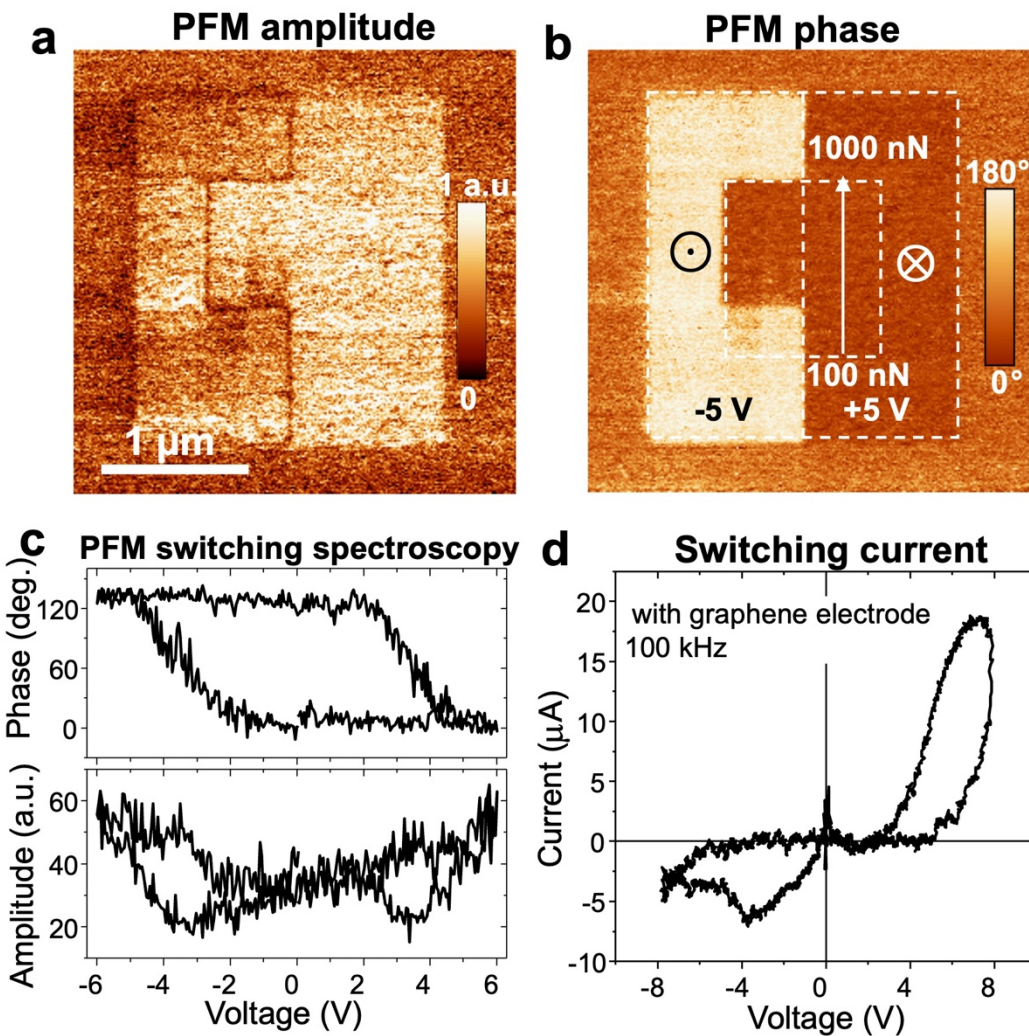 a
PFM amplitude
1 a.u.
0
1 µm
b
PFM phase
1000 nN
100 nN
-5 V
+5 V
180°
0°
c
PFM switching spectroscopy
Phase (deg.)
120
60
0
Amplitude (a.u.)
60
40
20
-6 -4 -2 0 2 4 6
Voltage (V)
d
Switching current
with graphene electrode
100 kHz
Current (µA)
20
15
10
5
0
-5
-10
-8 -4 0 4 8
Voltage (V)